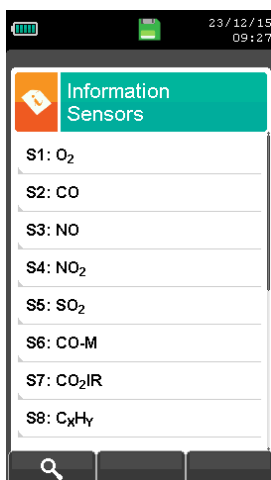 23/12/15
09:27
Information
Sensors
S1: O₂
S2: CO
S3: NO
S4: NO₂
S5: SO₂
S6: CO-M
S7: CO₂IR
S8: CₓHᵧ